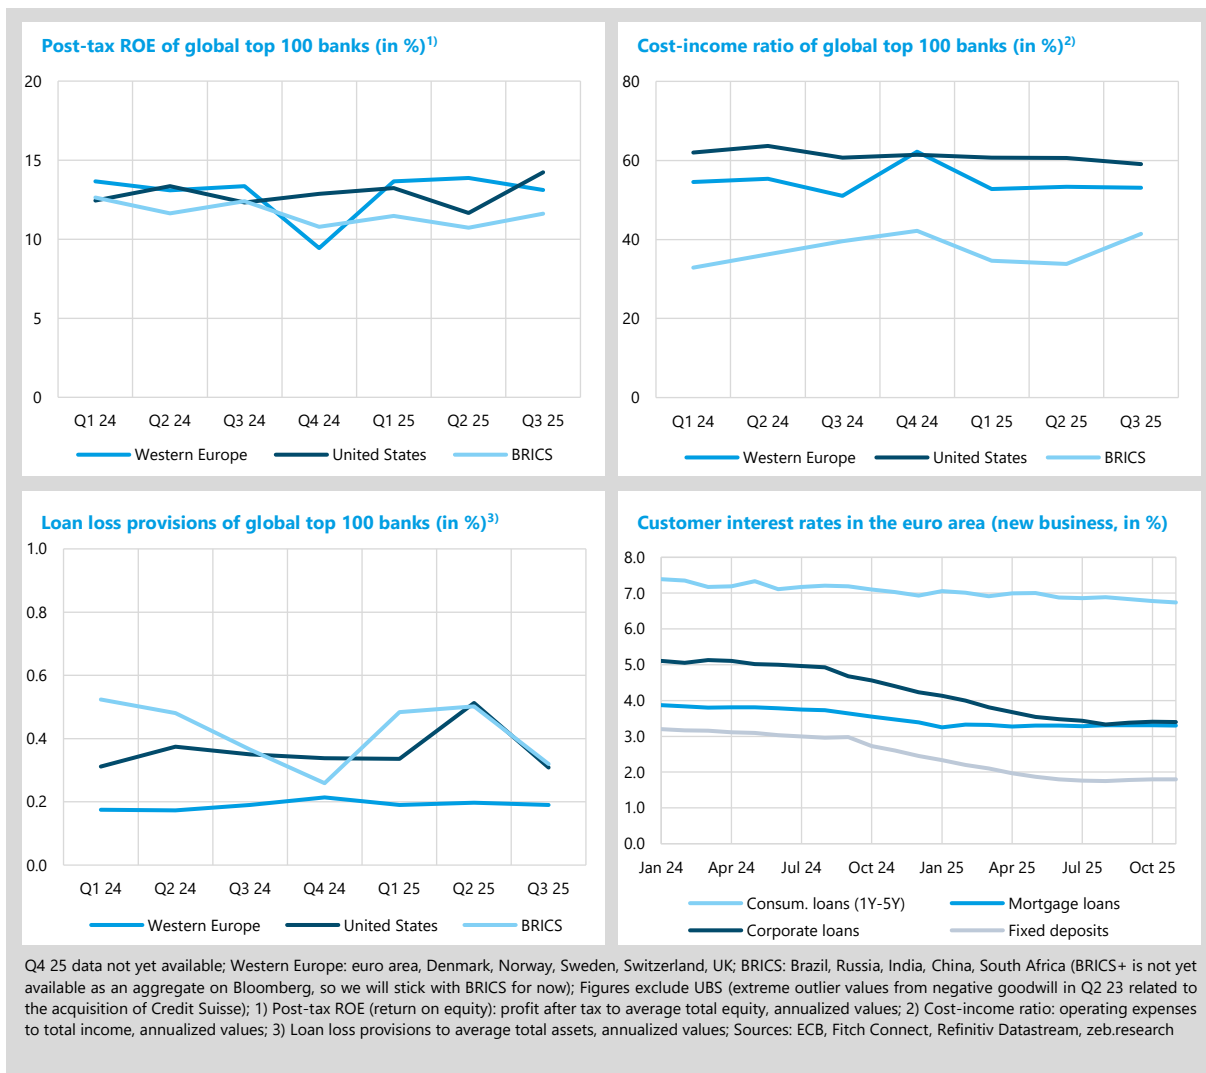 Post-tax ROE of global top 100 banks (in %)1)
20
15
10
5
0
Q1 24 Q2 24 Q3 24 Q4 24 Q1 25 Q2 25 Q3 25
Western Europe United States BRICS
Cost-income ratio of global top 100 banks (in %)2)
80
60
40
20
0
Q1 24 Q2 24 Q3 24 Q4 24 Q1 25 Q2 25 Q3 25
Western Europe United States BRICS
Loan loss provisions of global top 100 banks (in %)3)
1.0
0.8
0.6
0.4
0.2
0.0
Q1 24 Q2 24 Q3 24 Q4 24 Q1 25 Q2 25 Q3 25
Western Europe United States BRICS
Customer interest rates in the euro area (new business, in %)
8.0
7.0
6.0
5.0
4.0
3.0
2.0
1.0
0.0
Jan 24 Apr 24 Jul 24 Oct 24 Jan 25 Apr 25 Jul 25 Oct 25
Consum. loans (1Y-5Y) Mortgage loans
Corporate loans Fixed deposits
Q4 25 data not yet available; Western Europe: euro area, Denmark, Norway, Sweden, Switzerland, UK; BRICS: Brazil, Russia, India, China, South Africa (BRICS+ is not yet
available as an aggregate on Bloomberg, so we will stick with BRICS for now); Figures exclude UBS (extreme outlier values from negative goodwill in Q2 23 related to
the acquisition of Credit Suisse); 1) Post-tax ROE (return on equity): profit after tax to average total equity, annualized values; 2) Cost-income ratio: operating expenses
to total income, annualized values; 3) Loan loss provisions to average total assets, annualized values; Sources: ECB, Fitch Connect, Refinitiv Datastream, zeb.research